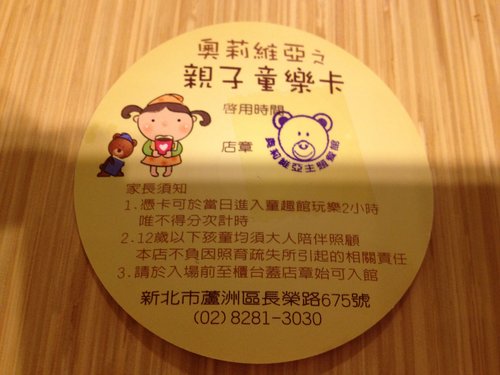 奧莉維亞之
親子童樂卡
啓用時間
店章
奧莉維亞主題餐館
家長須知
1.憑卡可於當日進入童趣館玩樂2小時
唯不得分次計時
2.12歲以下孩童均須大人陪伴照顧
本店不負因照育疏失所引起的相關責任
3.請於入場前至櫃台蓋店章始可入館
新北市蘆洲區長榮路675號
(02) 8281-3030